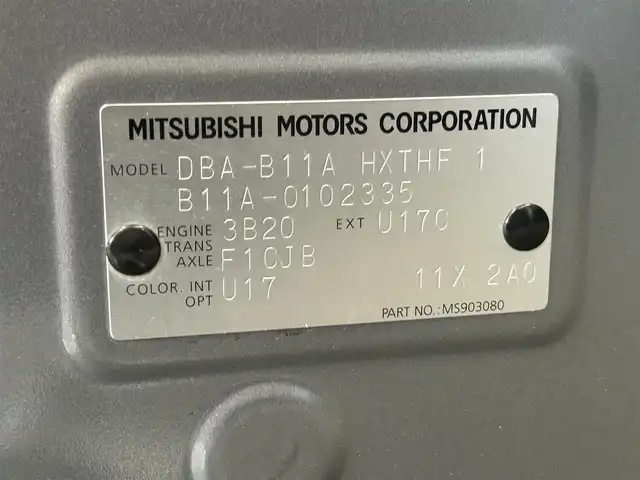 MITSUBISHI MOTORS CORPORATION
MODEL DBA-B11A HXTHF 1
B11A-0102335
ENGINE 3B20 EXT U17C
TRANS
AXLE F1CJB
COLOR. INT U17 11X 2A0
OPT
PART NO.:MS903080